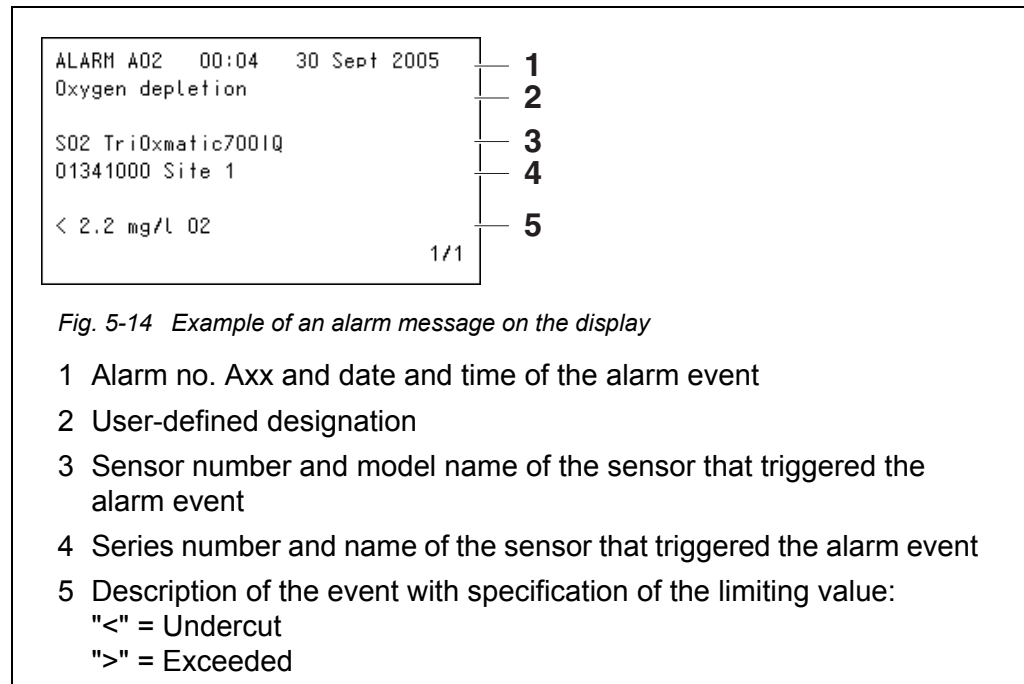 ALARM A02 00:04 30 Sept 2005 1
Oxygen depletion 2
S02 TriOxmatic700IQ 3
01341000 Site 1 4
< 2.2 mg/l O2 5
1/1
Fig. 5-14 Example of an alarm message on the display
1 Alarm no. Axx and date and time of the alarm event
2 User-defined designation
3 Sensor number and model name of the sensor that triggered the
alarm event
4 Series number and name of the sensor that triggered the alarm event
5 Description of the event with specification of the limiting value:
"<" = Undercut
">" = Exceeded